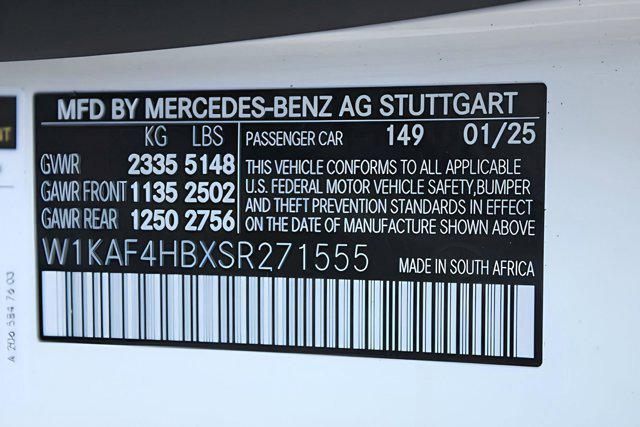 MFD BY MERCEDES-BENZ AG STUTTGART
KG LBS
GVWR 2335 5148
GAWR FRONT 1135 2502
GAWR REAR 1250 2756
PASSENGER CAR 149 01/25
THIS VEHICLE CONFORMS TO ALL APPLICABLE
U.S. FEDERAL MOTOR VEHICLE SAFETY, BUMPER
AND THEFT PREVENTION STANDARDS IN EFFECT
ON THE DATE OF MANUFACTURE SHOWN ABOVE
W1KAF4HBXSR271555
MADE IN SOUTH AFRICA